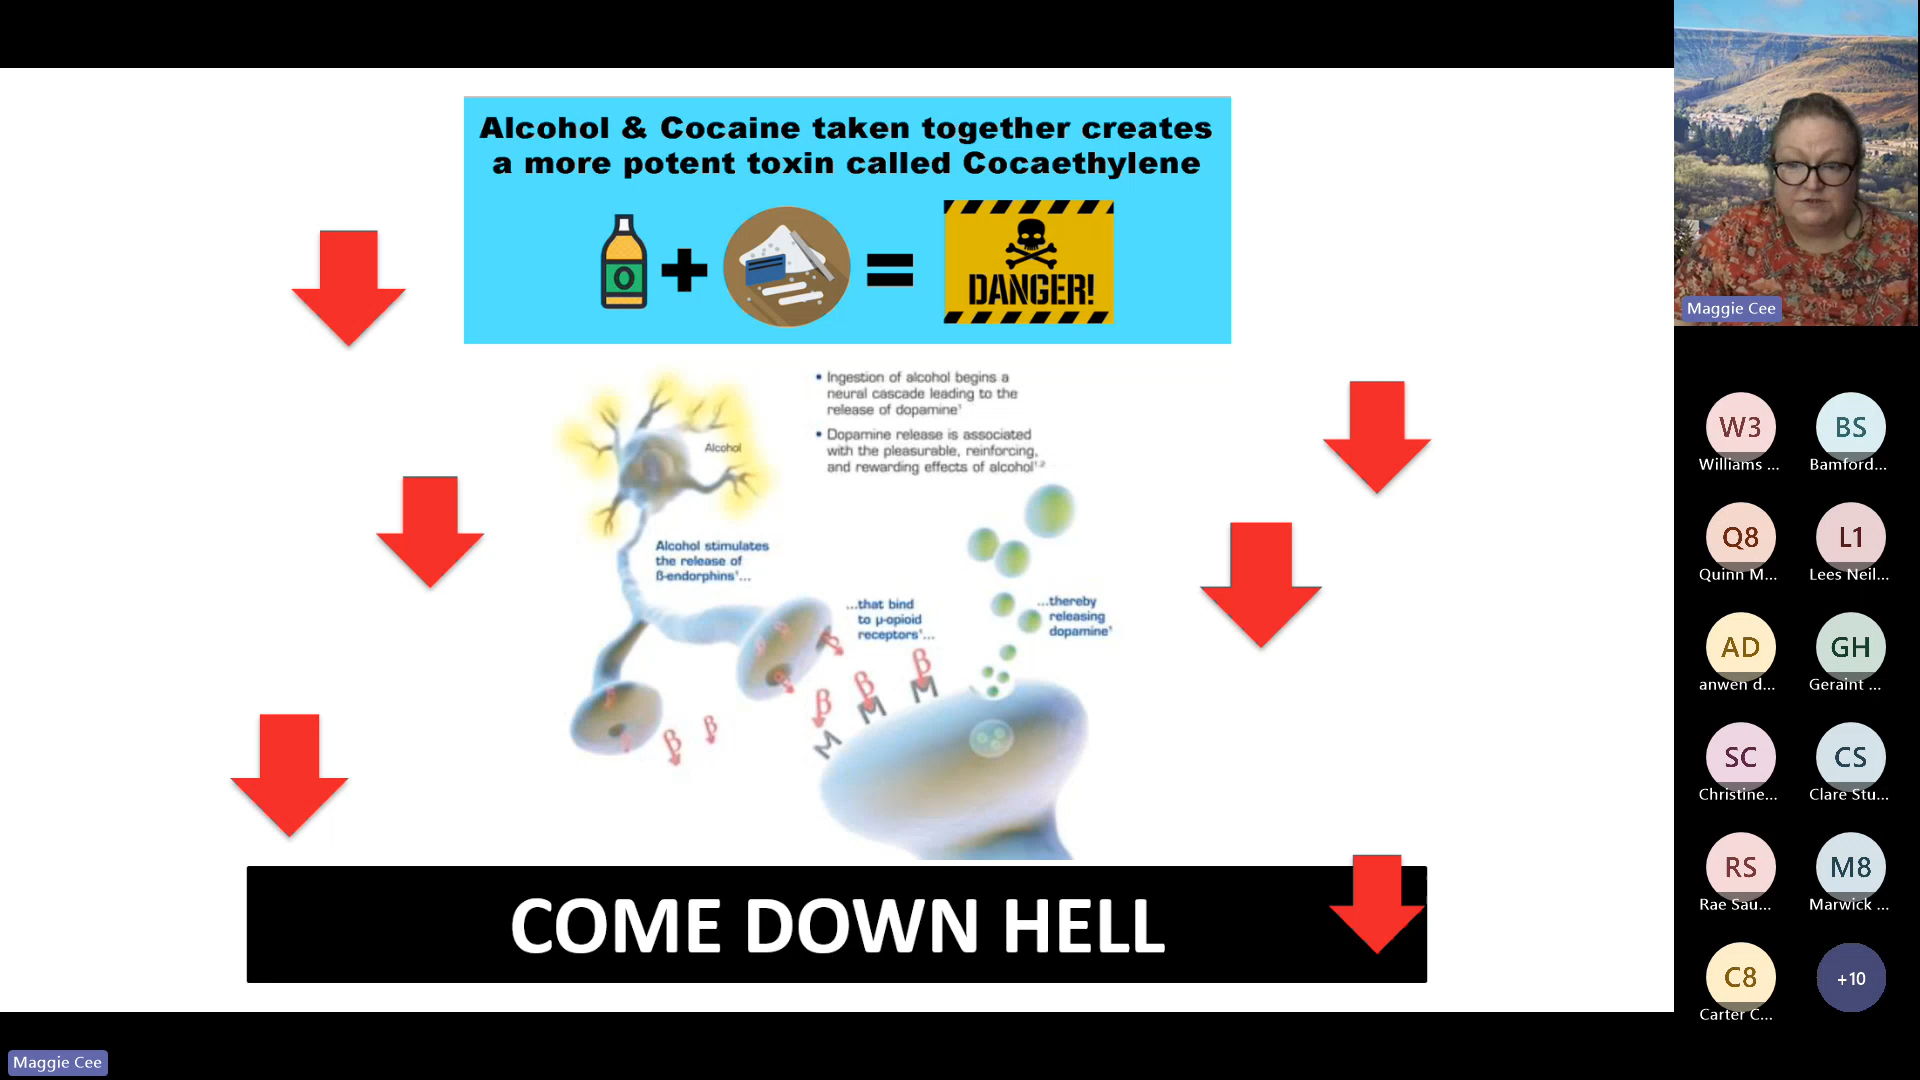 Alcohol & Cocaine taken together creates
a more potent toxin called Cocaethylene
DANGER!
• Ingestion of alcohol begins a
neural cascade leading to the
release of dopamine¹
• Dopamine release is associated
with the pleasurable, reinforcing,
and rewarding effects of alcohol¹·²
Alcohol
Alcohol stimulates
the release of
β-endorphins¹...
...that bind
to μ-opioid
receptors¹...
...thereby
releasing
dopamine¹
β
β
β
β
β
M
M
M
COME DOWN HELL
Maggie Cee
W3
Williams ...
BS
Bamford...
Q8
Quinn M...
L1
Lees Neil...
AD
anwen d...
GH
Geraint ...
SC
Christine...
CS
Clare Stu...
RS
Rae Sau...
M8
Marwick ...
C8
Carter C...
+10
Maggie Cee